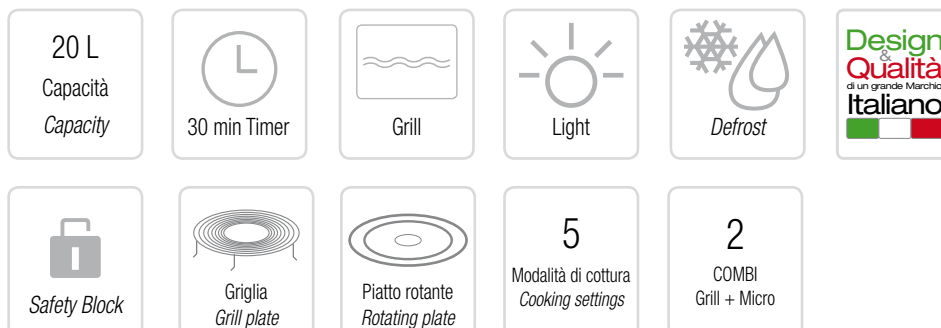 20 L
Capacità
Capacity
30 min Timer
Grill
Light
Defrost
Design
&
Qualità
di un grande Marchio
Italiano
Safety Block
Griglia
Grill plate
Piatto rotante
Rotating plate
5
Modalità di cottura
Cooking settings
2
COMBI
Grill + Micro